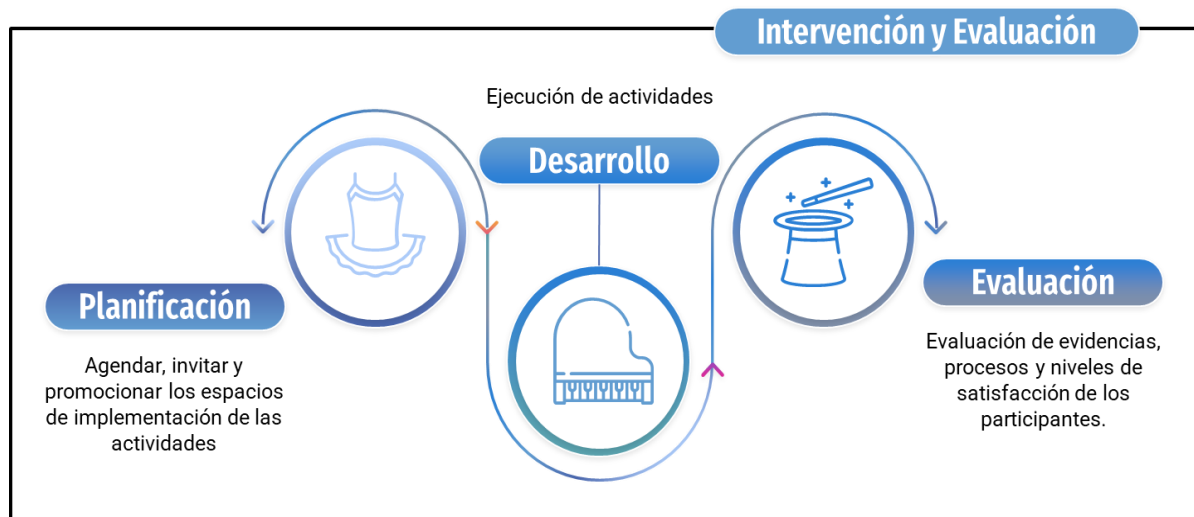 Intervención y Evaluación
Ejecución de actividades
Desarrollo
Planificación
Agendar, invitar y
promocionar los espacios
de implementación de las
actividades
Evaluación
Evaluación de evidencias,
procesos y niveles de
satisfacción de los
participantes.